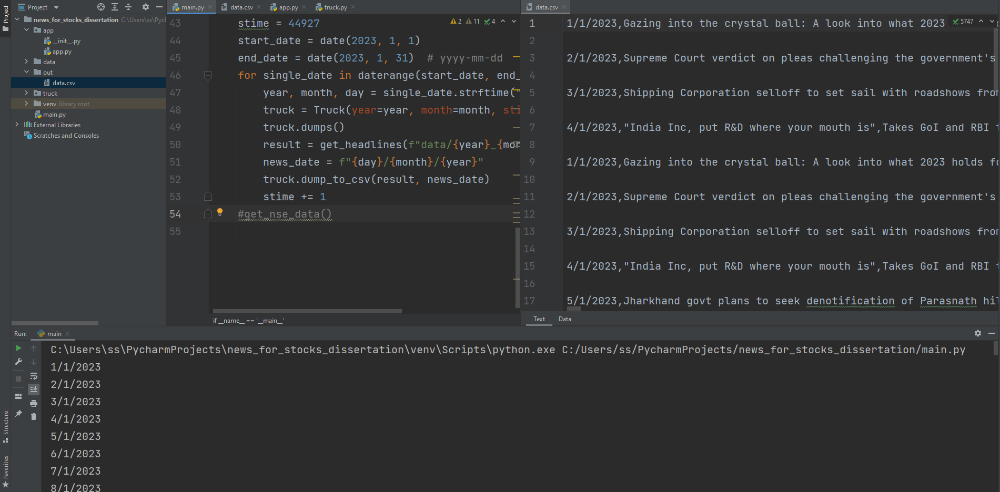 Project
main.py
data.csv
app.py
truck.py
data.csv
Project
news_for_stocks_dissertation C:\Users\ss\Pych
app
__init__.py
app.py
data
out
data.csv
truck
venv library root
main.py
External Libraries
Scratches and Consoles
2 11 4
43 stime = 44927
44 start_date = date(2023, 1, 1)
45 end_date = date(2023, 1, 31) # yyyy-mm-dd
46 for single_date in daterange(start_date, end_
47 year, month, day = single_date.strftime("
48 truck = Truck(year=year, month=month, sti
49 truck.dumps()
50 result = get_headlines(f"data/{year}_{mon
51 news_date = f"{day}/{month}/{year}"
52 truck.dump_to_csv(result, news_date)
53 stime += 1
54 #get_nse_data()
55
if __name__ == '__main__'
5747
1 1/1/2023,Gazing into the crystal ball: A look into what 2023
2
3 2/1/2023,Supreme Court verdict on pleas challenging the government's
4
5 3/1/2023,Shipping Corporation selloff to set sail with roadshows from
6
7 4/1/2023,"India Inc, put R&D where your mouth is",Takes GoI and RBI t
8
9 1/1/2023,Gazing into the crystal ball: A look into what 2023 holds fo
10
11 2/1/2023,Supreme Court verdict on pleas challenging the government's
12
13 3/1/2023,Shipping Corporation selloff to set sail with roadshows from
14
15 4/1/2023,"India Inc, put R&D where your mouth is",Takes GoI and RBI t
16
17 5/1/2023,Jharkhand govt plans to seek denotification of Parasnath hil
Text Data
Run: main
C:\Users\ss\PycharmProjects\news_for_stocks_dissertation\venv\Scripts\python.exe C:/Users/ss/PycharmProjects/news_for_stocks_dissertation/main.py
1/1/2023
2/1/2023
3/1/2023
4/1/2023
5/1/2023
6/1/2023
7/1/2023
8/1/2023
Structure
Favorites